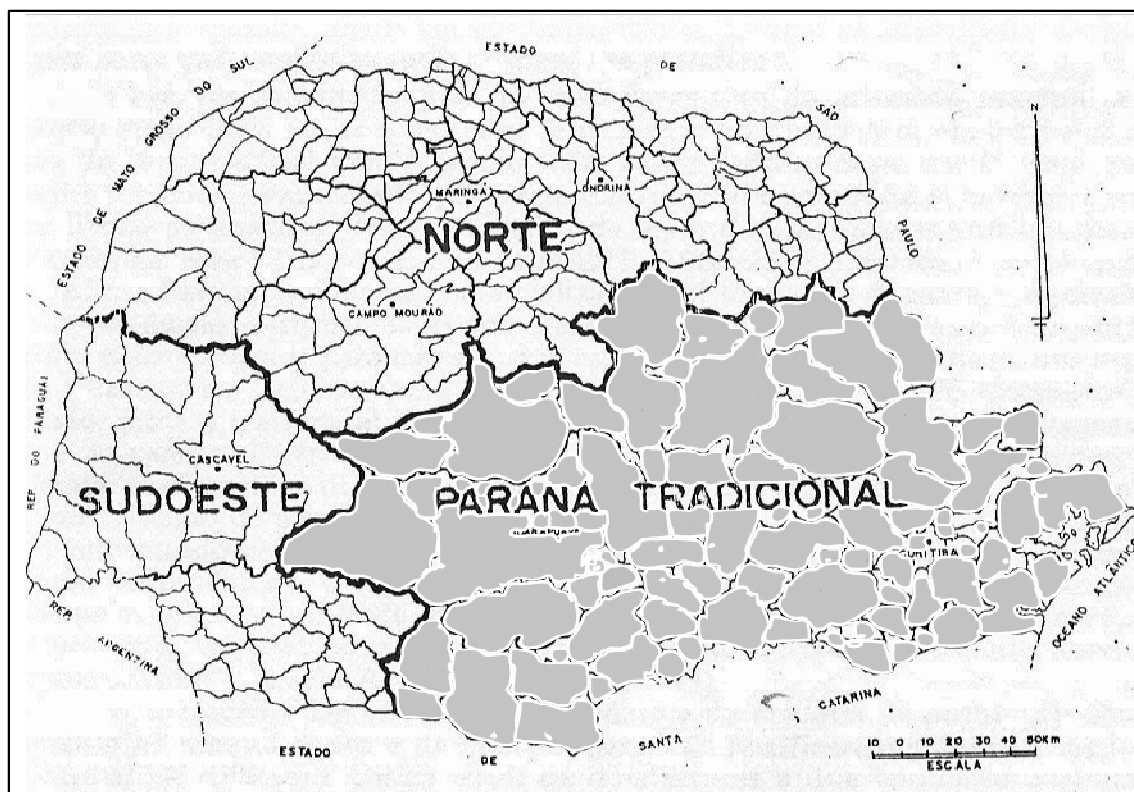 ESTADO DE SÃO PAULO
ESTADO DE MATO GROSSO DO SUL
MARINGÁ
LONDRINA
NORTE
CAMPO MOURÃO
REP DO PARAGUAI
CASCAVEL
SUDOESTE
PARANÁ TRADICIONAL
GUARAPUAVA
CURITIBA
OCEANO ATLÂNTICO
REP. ARGENTINA
ESTADO DE SANTA CATARINA
10 0 10 20 30 40 50Km
ESCALA